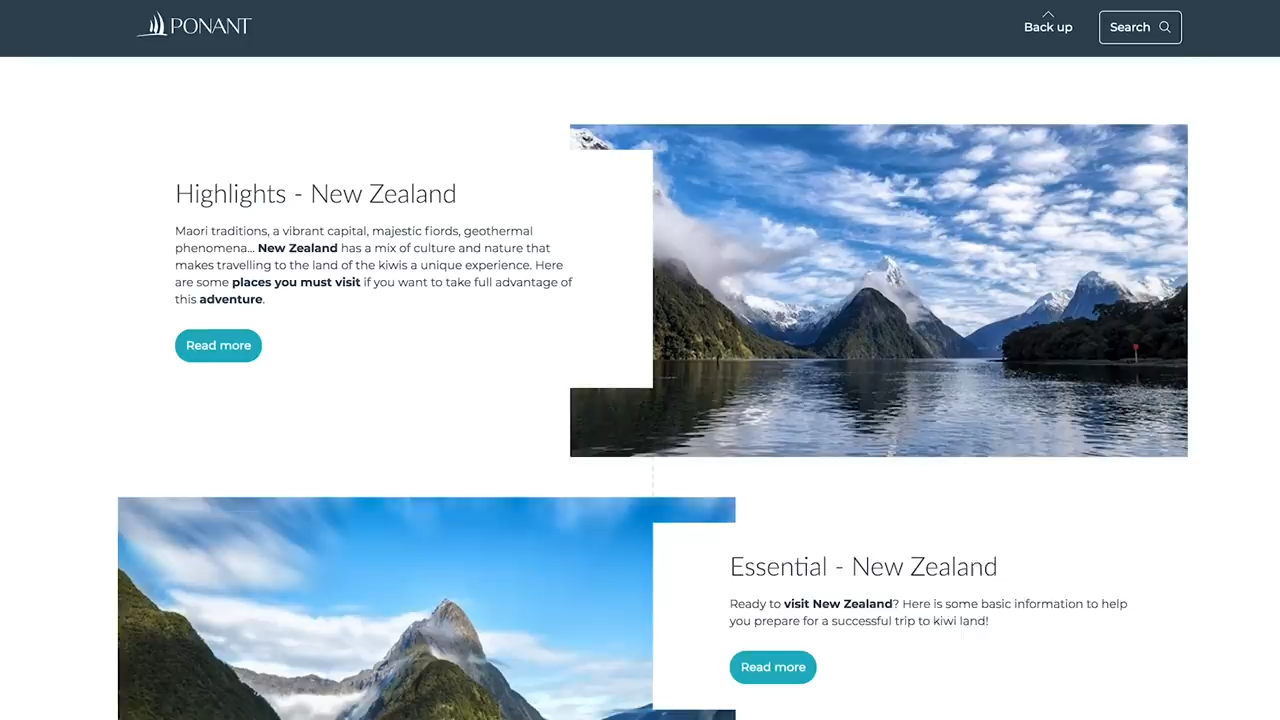 PONANT
Back up
Search
Highlights - New Zealand
Maori traditions, a vibrant capital, majestic fiords, geothermal
phenomena... New Zealand has a mix of culture and nature that
makes travelling to the land of the kiwis a unique experience. Here
are some places you must visit if you want to take full advantage of
this adventure.
Read more
Essential - New Zealand
Ready to visit New Zealand? Here is some basic information to help
you prepare for a successful trip to kiwi land!
Read more